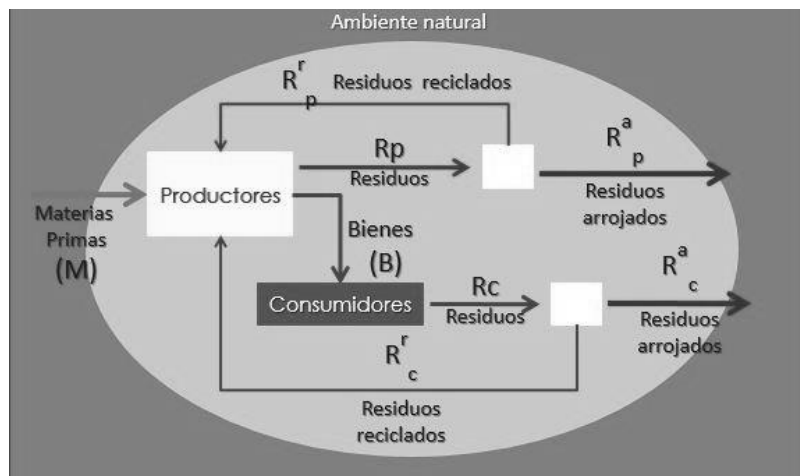 Ambiente natural
R r p Residuos reciclados
Rp
Residuos
R a p
Residuos
arrojados
Productores
Materias
Primas
(M)
Bienes
(B)
Consumidores
Rc
Residuos
R a c
Residuos
arrojados
R r c
Residuos
reciclados